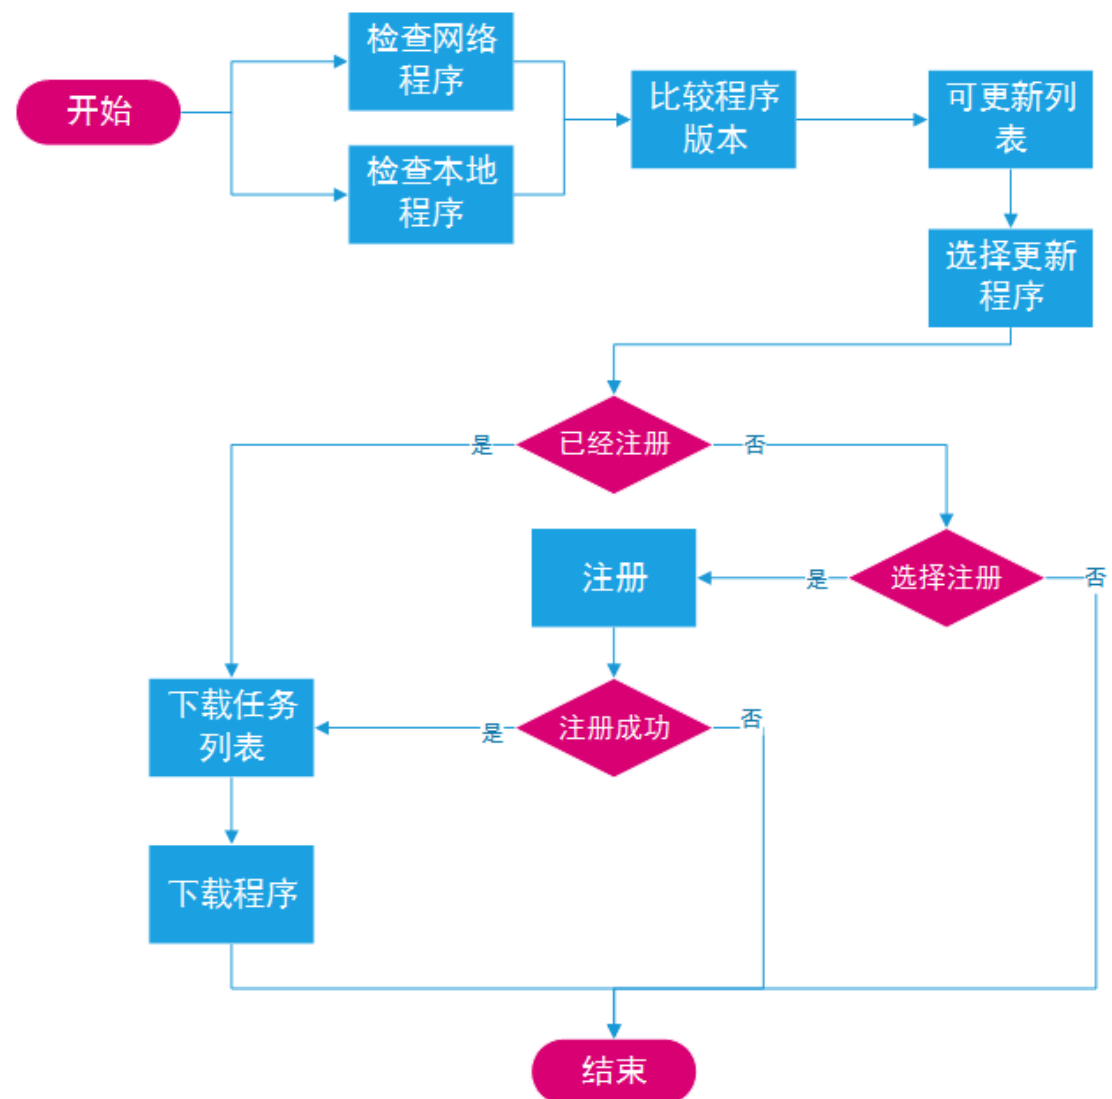 检查网络
程序
开始
检查本地
程序
比较程序
版本
可更新列
表
选择更新
程序
已经注册
是
否
选择注册
是
否
注册
注册成功
是
否
下载任务
列表
下载程序
结束